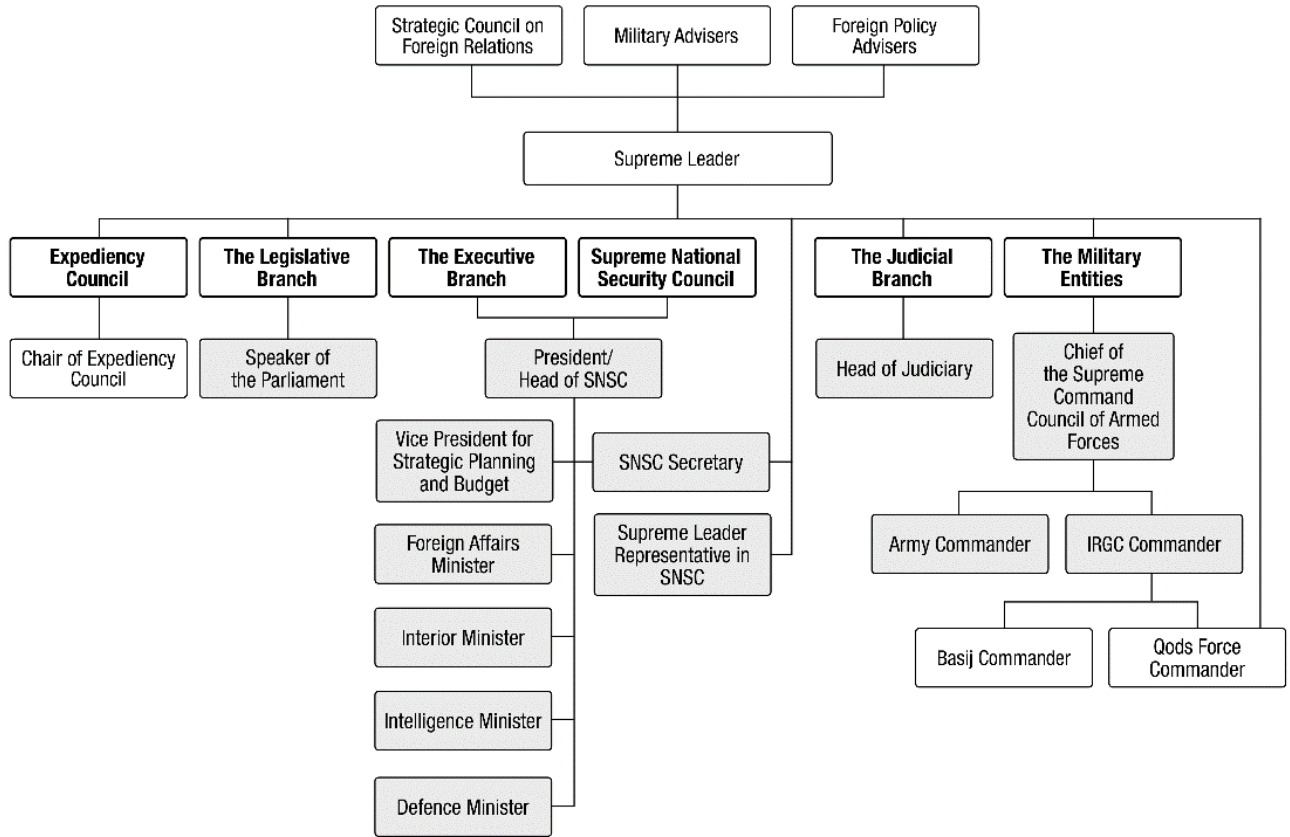 Strategic Council on
Foreign Relations
Military Advisers
Foreign Policy
Advisers
Supreme Leader
Expediency
Council
The Legislative
Branch
The Executive
Branch
Supreme National
Security Council
The Judicial
Branch
The Military
Entities
Chair of Expediency
Council
Speaker of
the Parliament
President/
Head of SNSC
Head of Judiciary
Chief of
the Supreme
Command
Council of Armed
Forces
Vice President for
Strategic Planning
and Budget
SNSC Secretary
Foreign Affairs
Minister
Supreme Leader
Representative in
SNSC
Army Commander
IRGC Commander
Interior Minister
Basij Commander
Qods Force
Commander
Intelligence Minister
Defence Minister